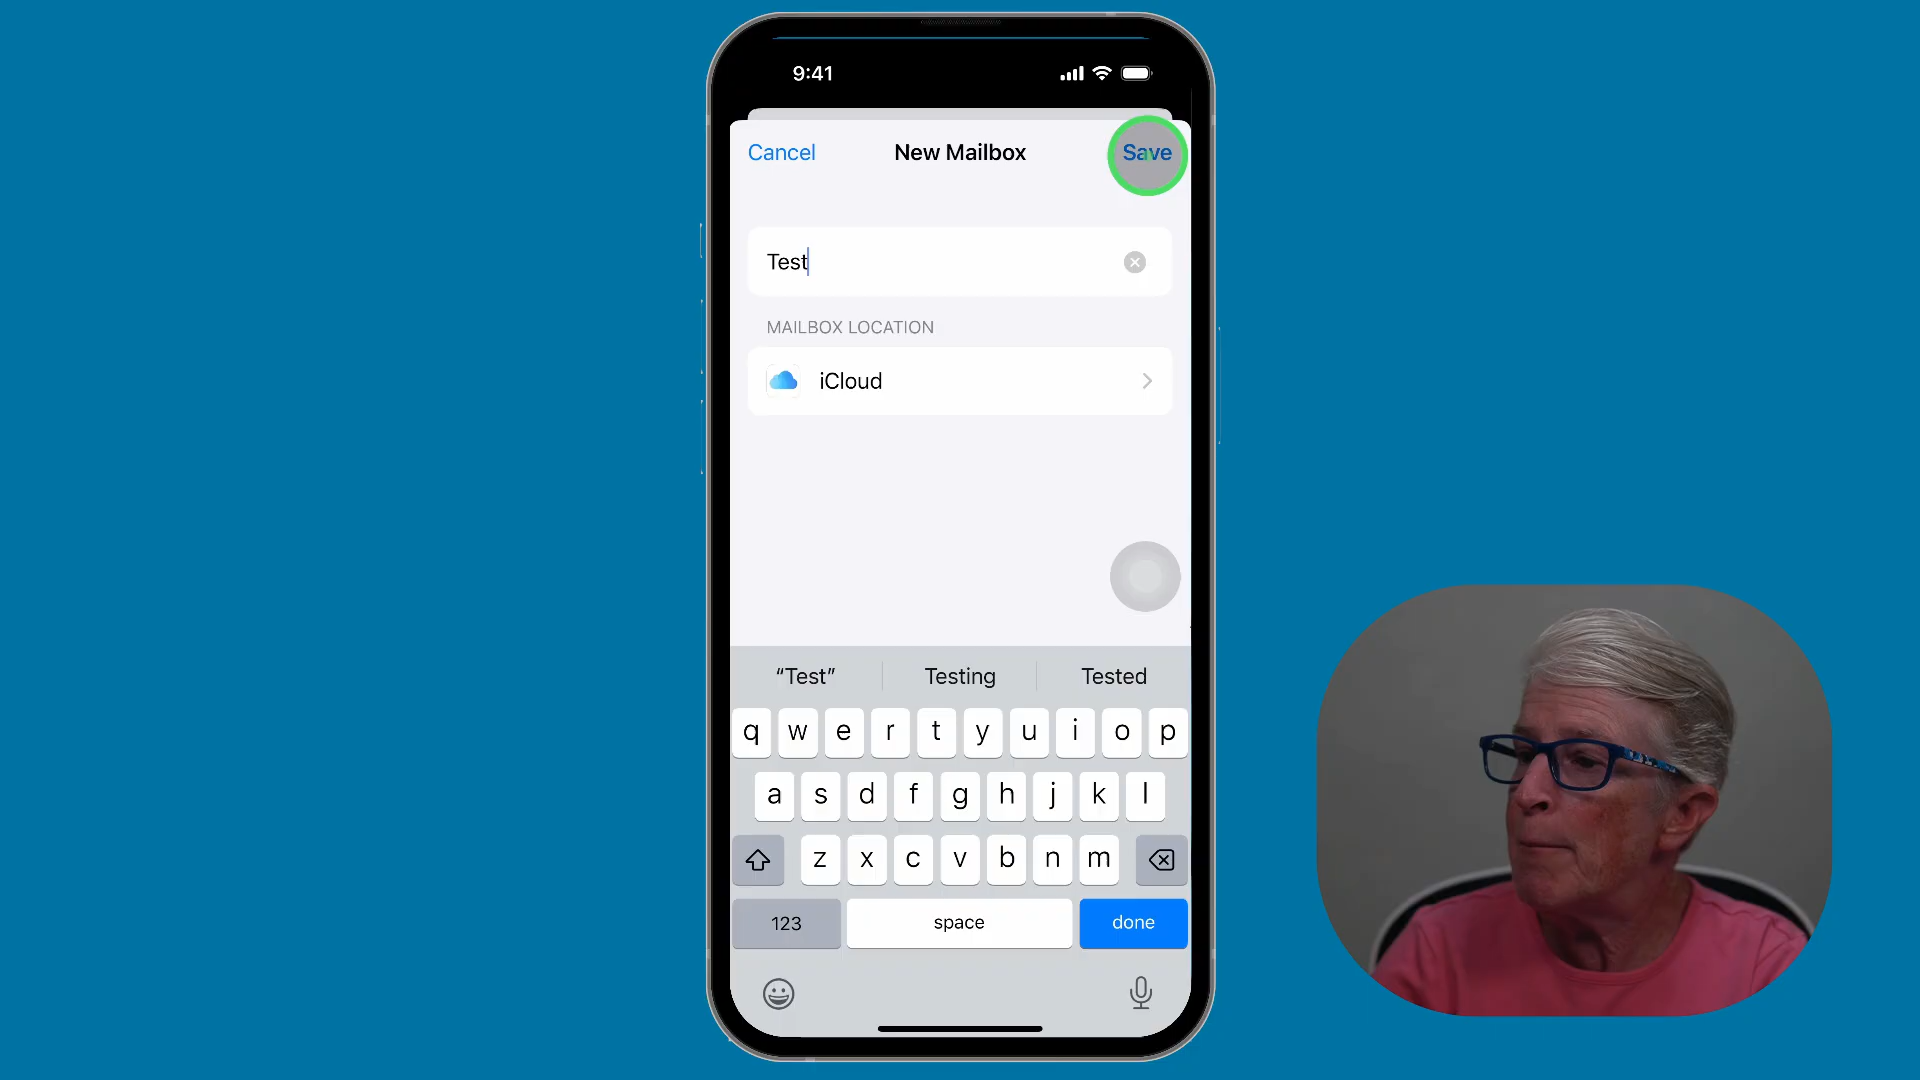 9:41
Cancel New Mailbox Save
Test
MAILBOX LOCATION
iCloud
“Test” Testing Tested
q w e r t y u i o p
a s d f g h j k l
z x c v b n m
123 space done